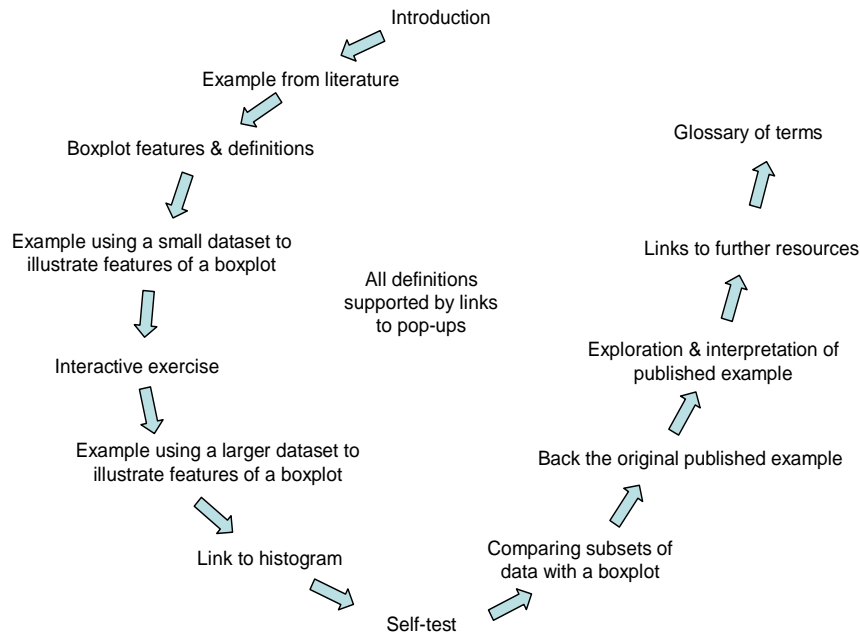 Introduction
Example from literature
Boxplot features & definitions
Example using a small dataset to
illustrate features of a boxplot
Interactive exercise
Example using a larger dataset to
illustrate features of a boxplot
Link to histogram
Self-test
Comparing subsets of
data with a boxplot
Back the original published example
Exploration & interpretation of
published example
Links to further resources
Glossary of terms
All definitions
supported by links
to pop-ups